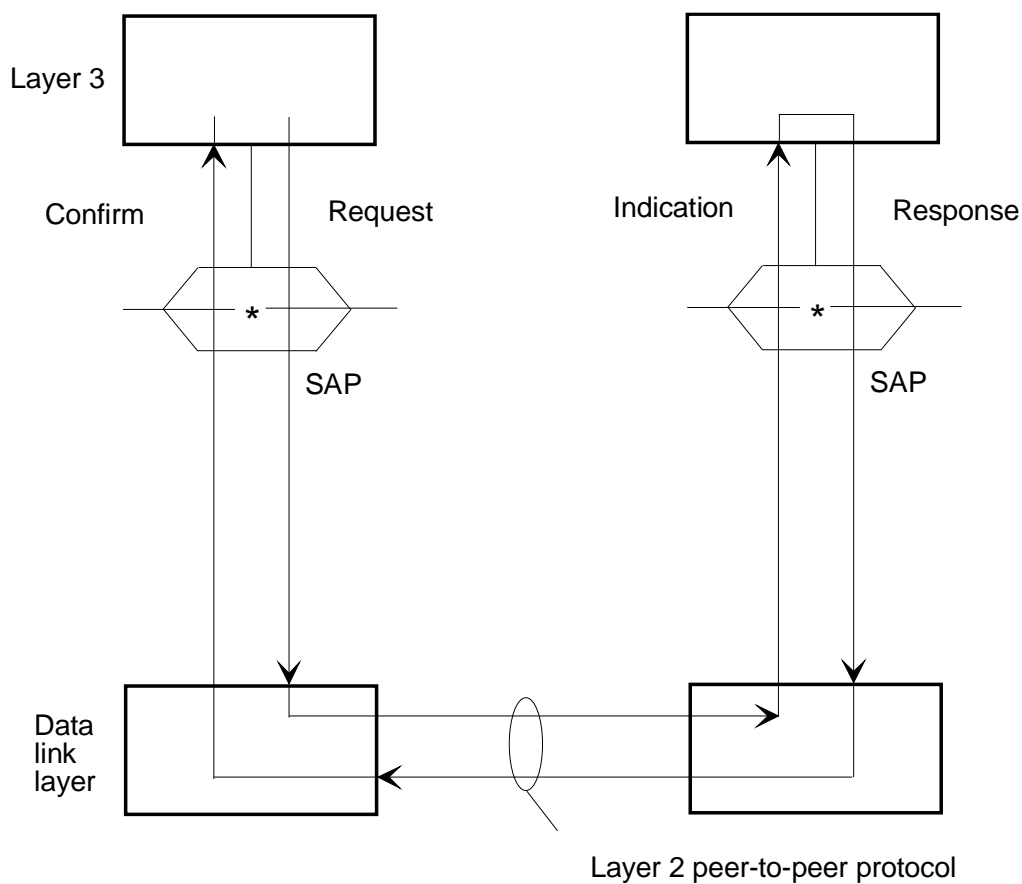 Layer 3
Confirm
Request
Indication
Response
*
*
SAP
SAP
Data
link
layer
Layer 2 peer-to-peer protocol